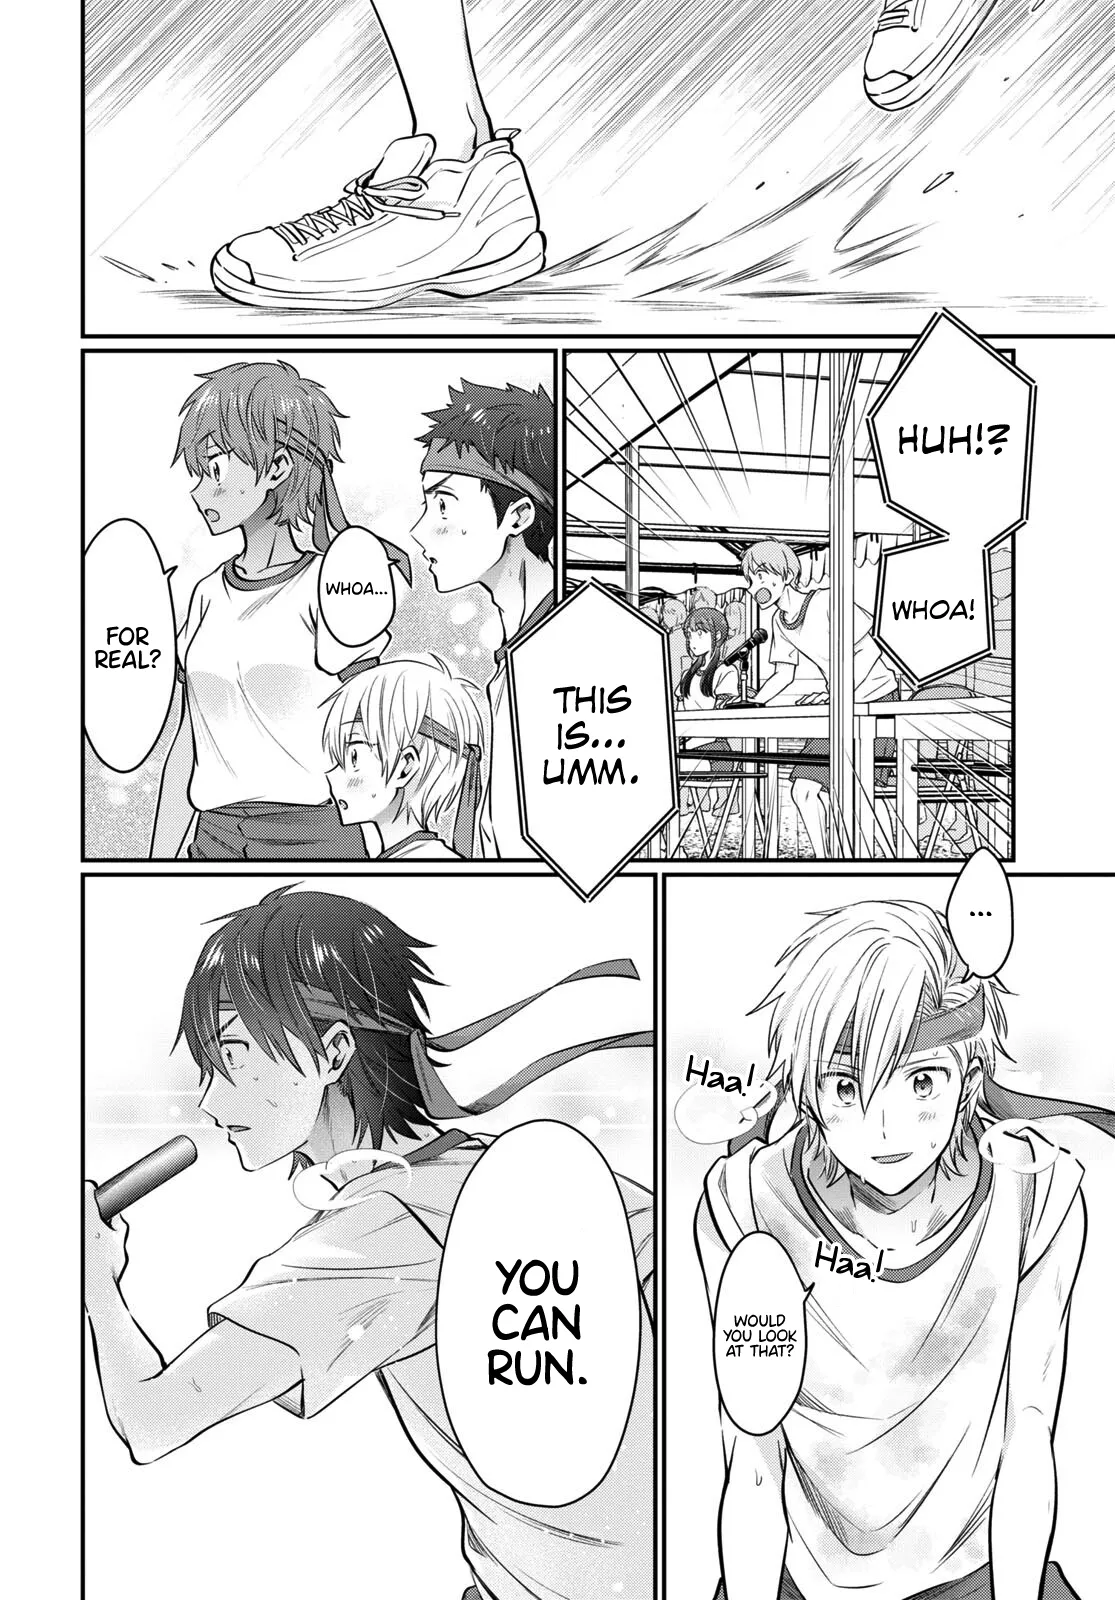 HUH!?
WHOA!
THIS
IS...
UMM.
WHOA...
FOR
REAL?
...
Haa!
Haa!
WOULD
YOU LOOK
AT THAT?
YOU
CAN
RUN.